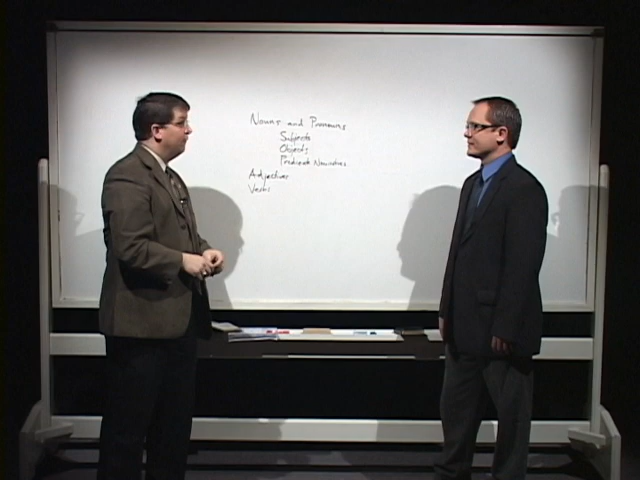 Nouns and Pronouns
Subjects
Objects
Predicate Nominatives
Adjectives
Verbs